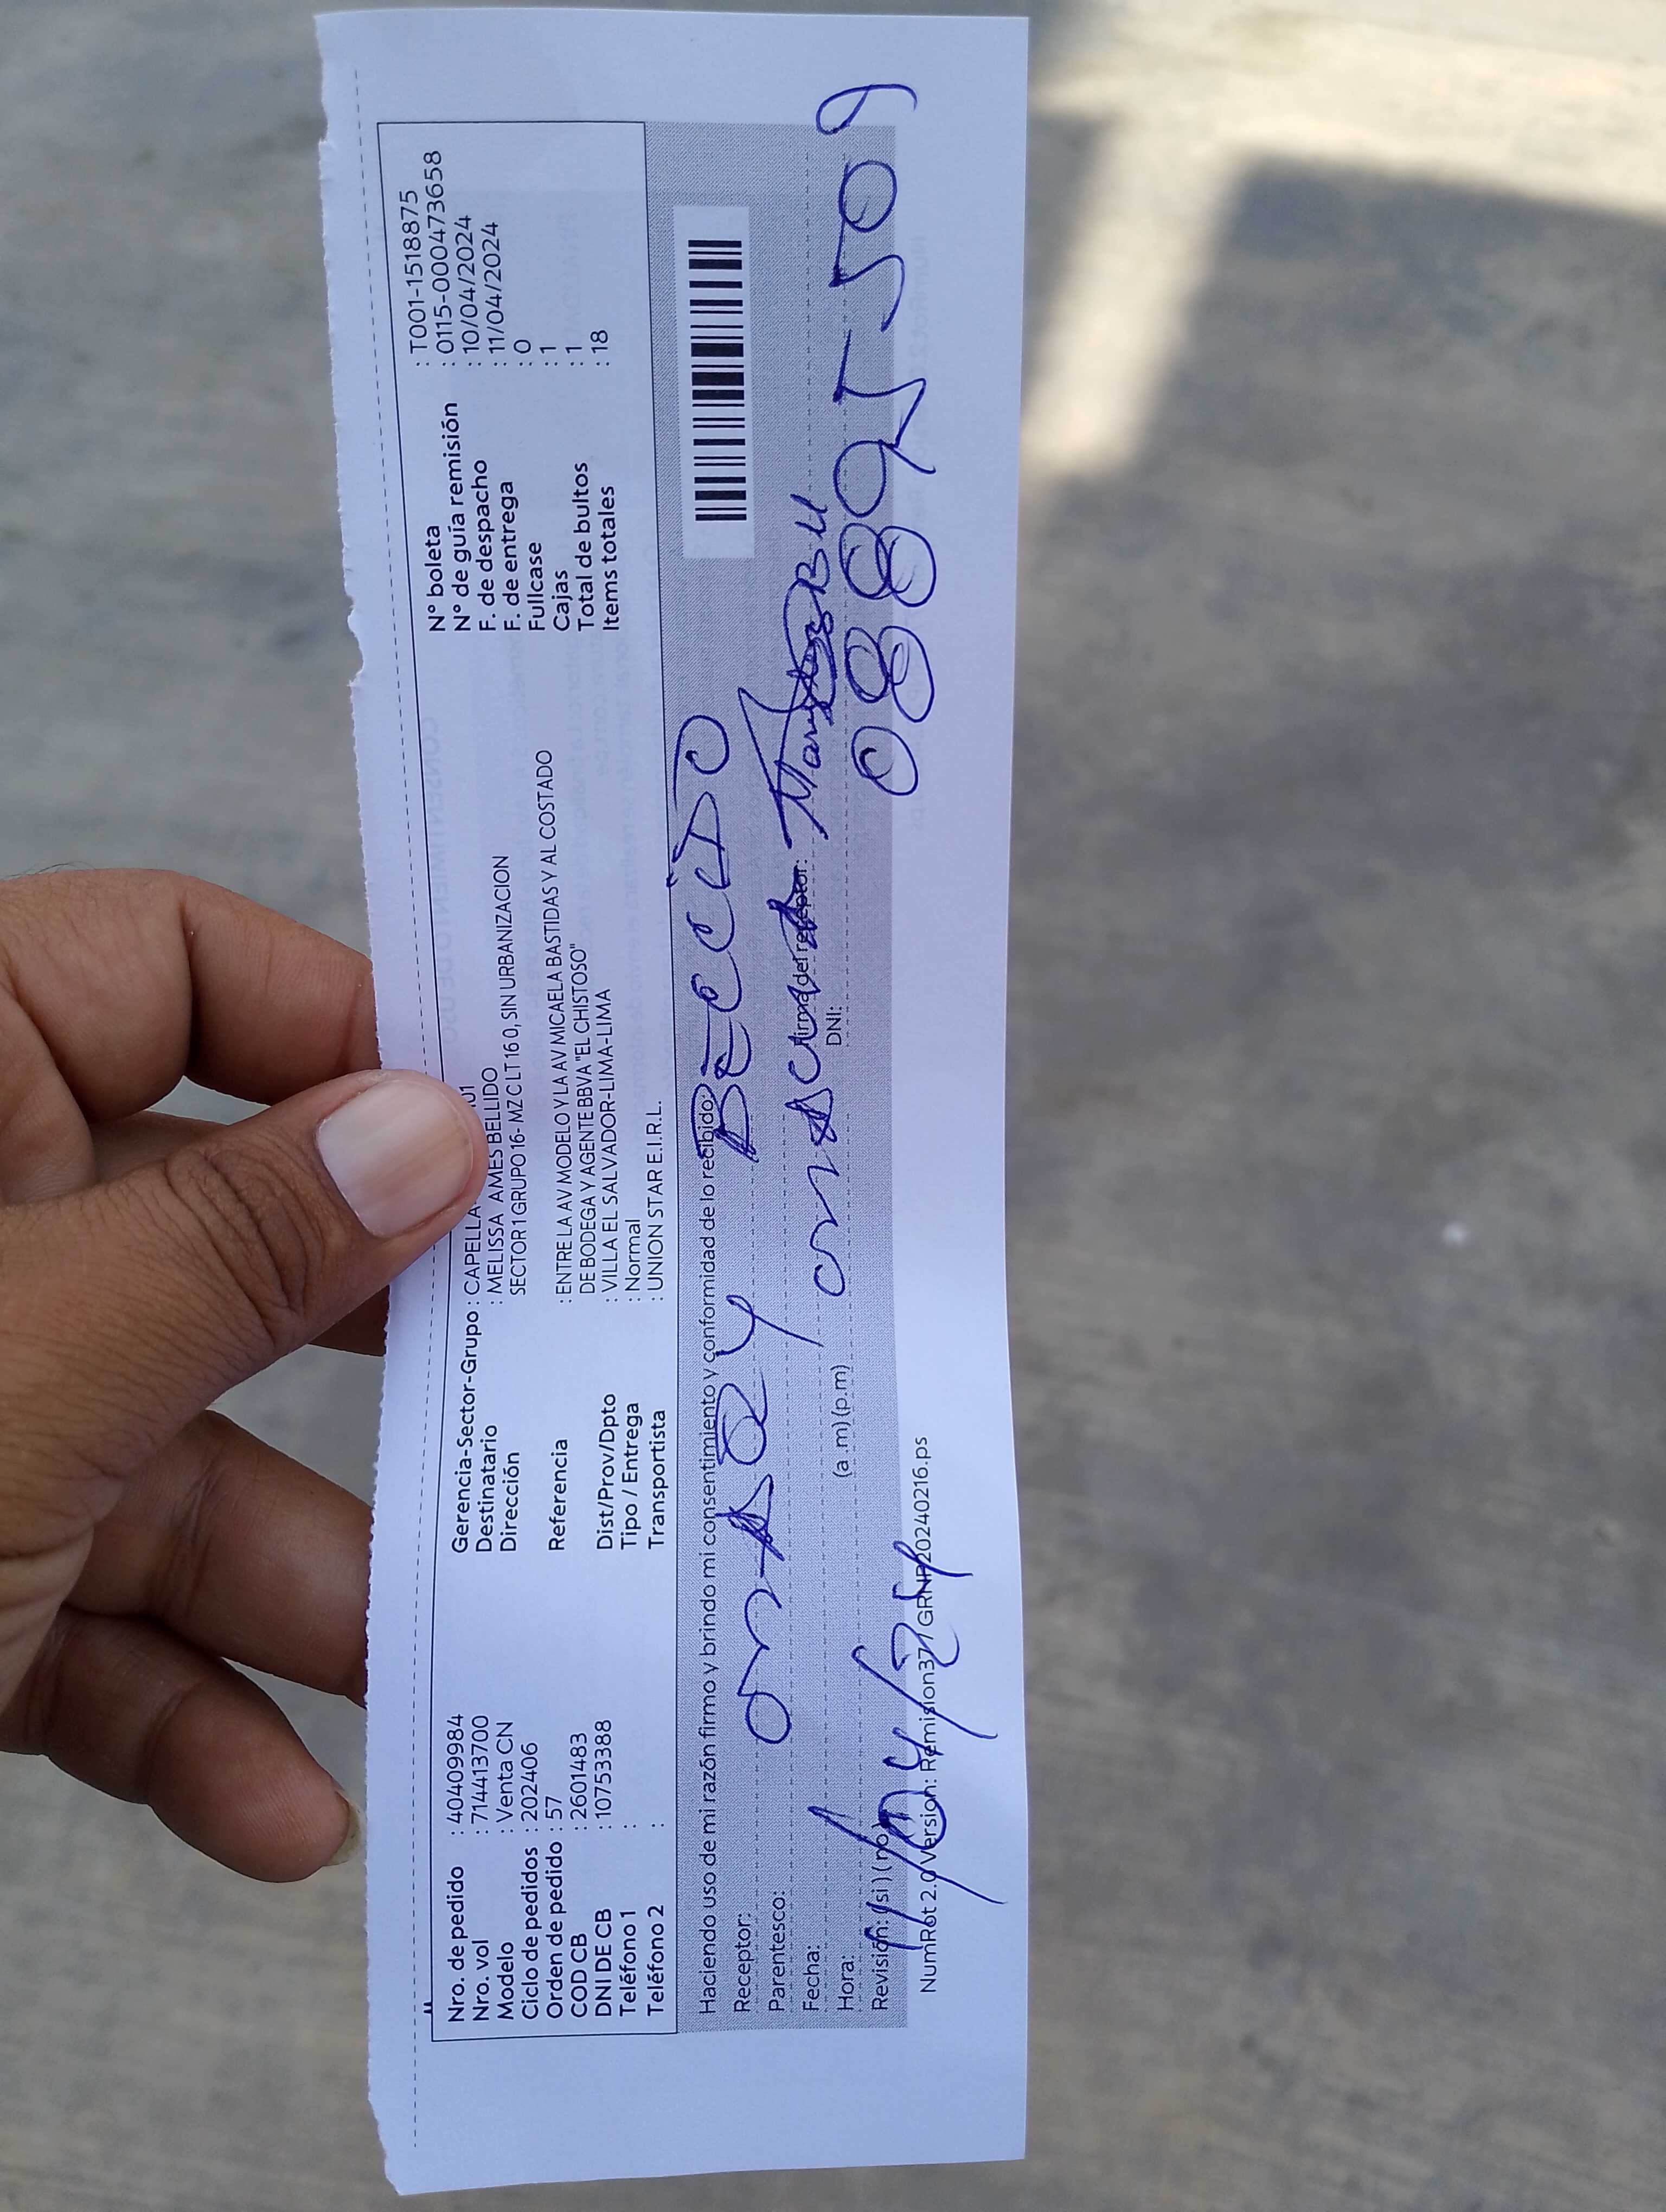 Nro. de pedido : 40409984
Nro. vol : 714413700
Modelo : Venta CN
Ciclo de pedidos : 202406
Orden de pedido : 57
COD CB : 2601483
DNI DE CB : 10753388
Teléfono 1 :
Teléfono 2 :
Gerencia-Sector-Grupo : CAPELLA
Destinatario : MELISSA AMES BELLIDO
Dirección SECTOR 1 GRUPO 16- MZ C LT 16 0, SIN URBANIZACION
Referencia : ENTRE LA AV MODELO Y LA AV MICAELA BASTIDAS Y AL COSTADO
DE BODEGA Y AGENTE BBVA "EL CHISTOSO"
Dist/Prov/Dpto : VILLA EL SALVADOR-LIMA-LIMA
Tipo / Entrega : Normal
Transportista : UNION STAR E.I.R.L.
N° boleta : T001-1518875
N° de guía remisión : 0115-0000473658
F. de despacho : 10/04/2024
F. de entrega : 11/04/2024
Fullcase : 0
Cajas : 1
Total de bultos : 1
Items totales : 18
Haciendo uso de mi razón firmo y brindo mi consentimiento y conformidad de lo recibido:
Receptor:
Parentesco:
Fecha:
Hora: (a .m) (p.m)
Revisión: (si) (no)
Firma del receptor:
DNI: 08895509
NumRot 2.0 Version: Remision377GRNP20240216.ps